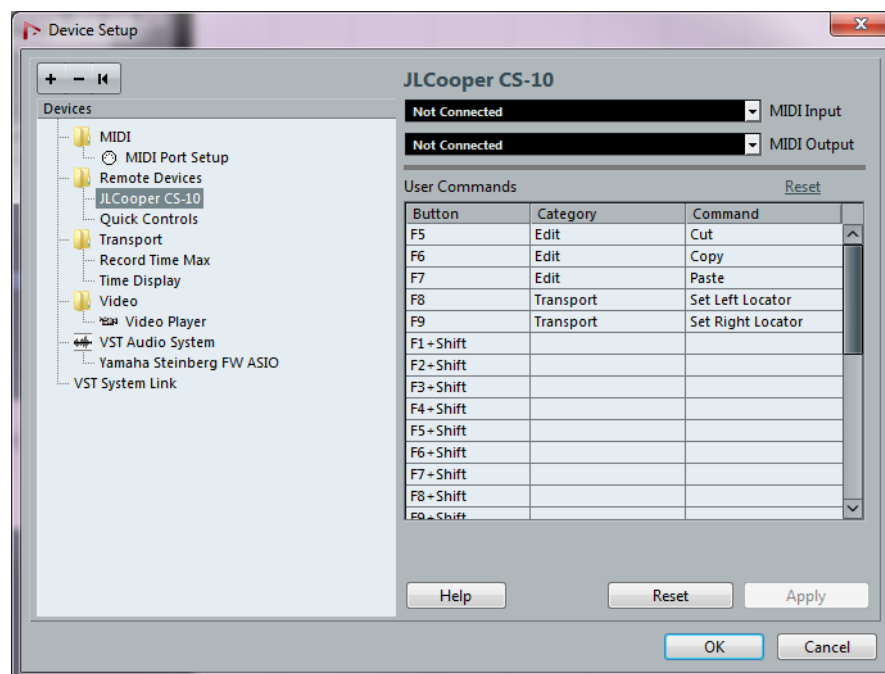 Device Setup
+ –
Devices
MIDI
MIDI Port Setup
Remote Devices
JLCooper CS-10
Quick Controls
Transport
Record Time Max
Time Display
Video
Video Player
VST Audio System
Yamaha Steinberg FW ASIO
VST System Link
JLCooper CS-10
Not Connected MIDI Input
Not Connected MIDI Output
User Commands Reset
Button Category Command
F5 Edit Cut
F6 Edit Copy
F7 Edit Paste
F8 Transport Set Left Locator
F9 Transport Set Right Locator
F1+Shift
F2+Shift
F3+Shift
F4+Shift
F5+Shift
F6+Shift
F7+Shift
F8+Shift
F9+Shift
Help Reset Apply
OK Cancel